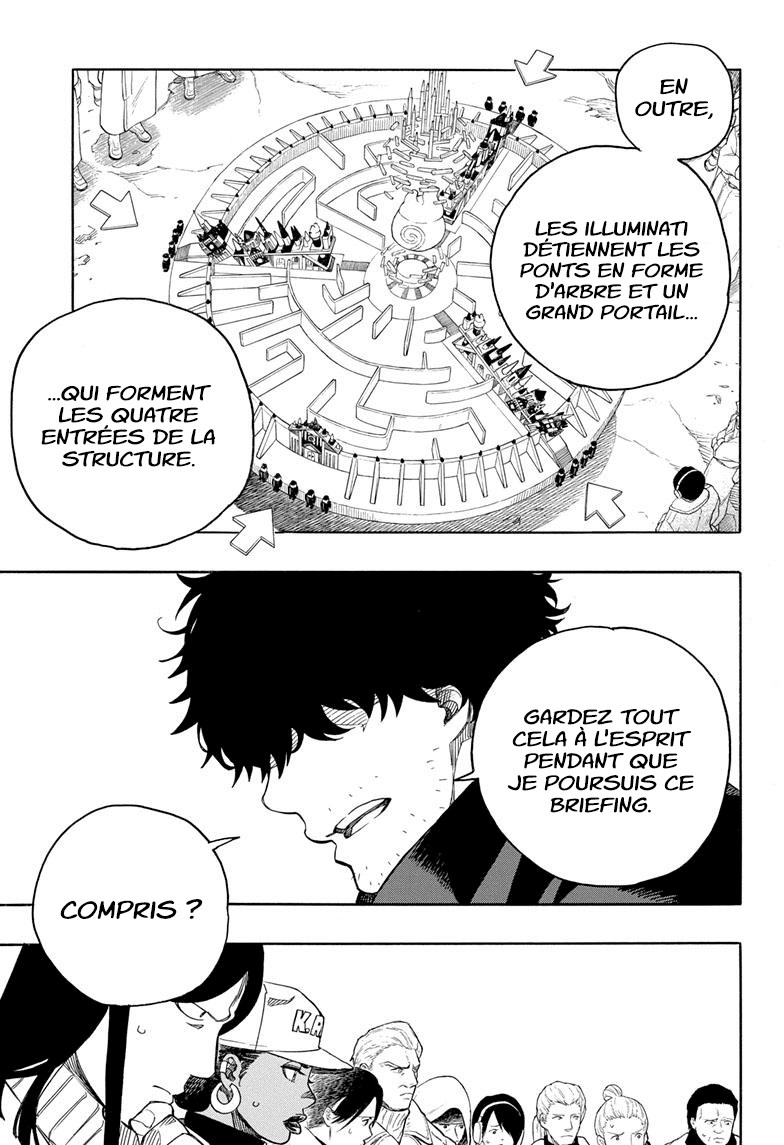 EN
OUTRE,
LES ILLUMINATI
DÉTIENNENT LES
PONTS EN FORME
D'ARBRE ET UN
GRAND PORTAIL...
...QUI FORMENT
LES QUATRE
ENTRÉES DE LA
STRUCTURE.
GARDEZ TOUT
CELA À L'ESPRIT
PENDANT QUE
JE POURSUIS CE
BRIEFING.
COMPRIS ?